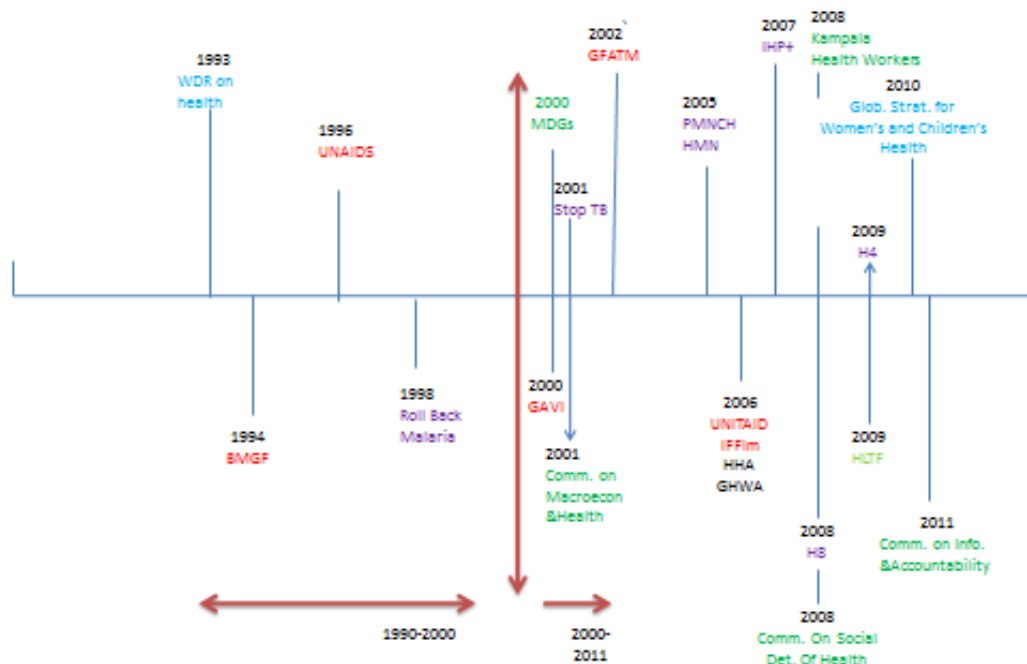 1993
WDR on
health
1994
BMGF
1996
UNAIDS
1998
Roll Back
Malaria
2000
MDGs
2000
GAVI
2001
Stop TB
2001
Comm. on
Macroecon
&Health
2002`
GFATM
2005
PMNCH
HMN
2006
UNITAID
IFFIm
HHA
GHWA
2007
IHP+
2008
Kampala
Health Workers
2008
H8
2008
Comm. On Social
Det. Of Health
2009
H4
2009
HLTF
2010
Glob. Strat. for
Women's and Children's
Health
2011
Comm. on Info.
&Accountability
1990-2000
2000-
2011